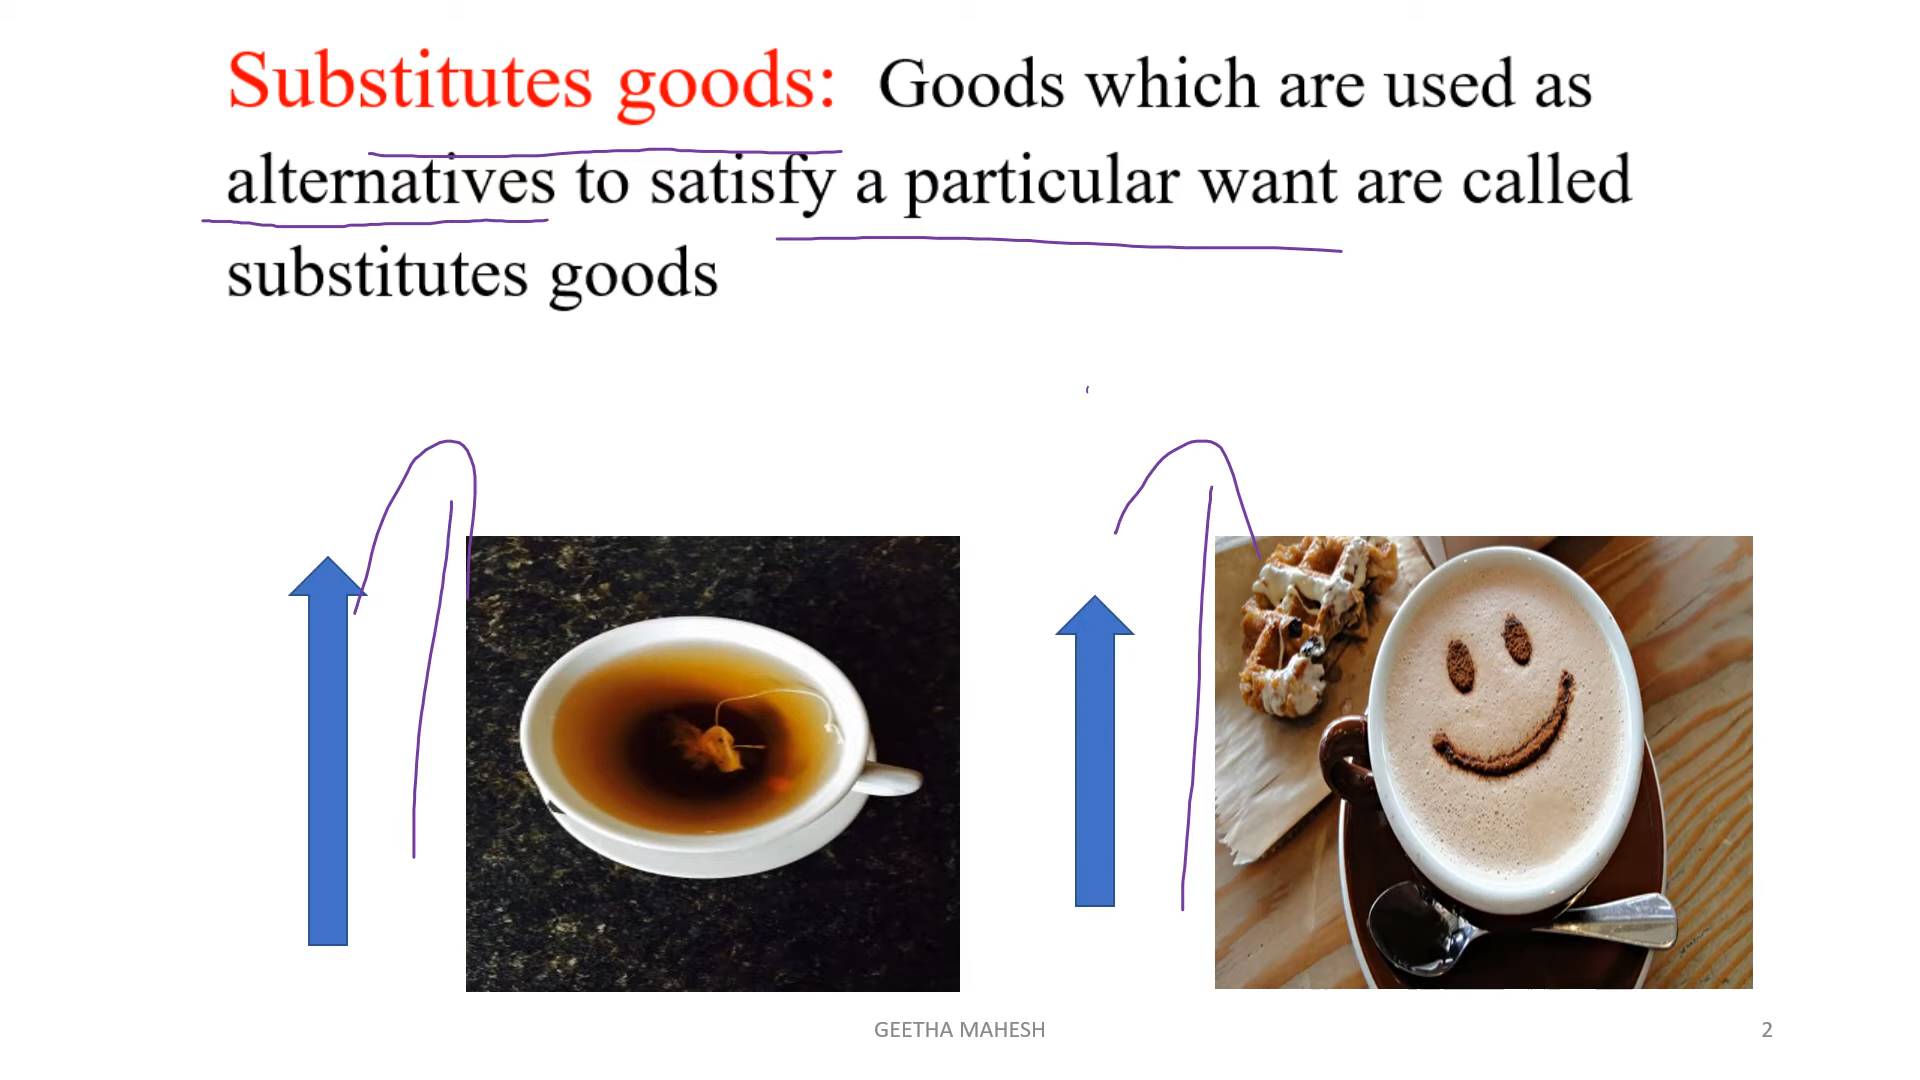 Substitutes goods: Goods which are used as
alternatives to satisfy a particular want are called
substitutes goods
GEETHA MAHESH
2